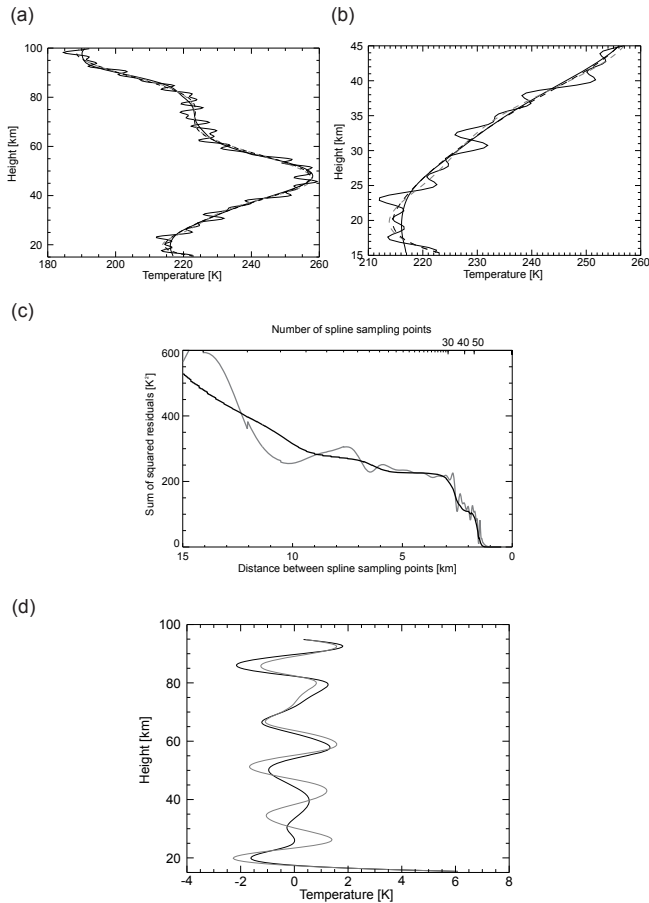 (a)
(b)
100
80
60
40
20
Height [km]
180 200 220 240 260
Temperature [K]
45
40
35
30
25
20
15
Height [km]
210 220 230 240 250 260
Temperature [K]
(c)
Number of spline sampling points
30 40 50
600
400
200
0
Sum of squared residuals [K²]
15 10 5 0
Distance between spline sampling points [km]
(d)
100
80
60
40
20
Height [km]
-4 -2 0 2 4 6 8
Temperature [K]